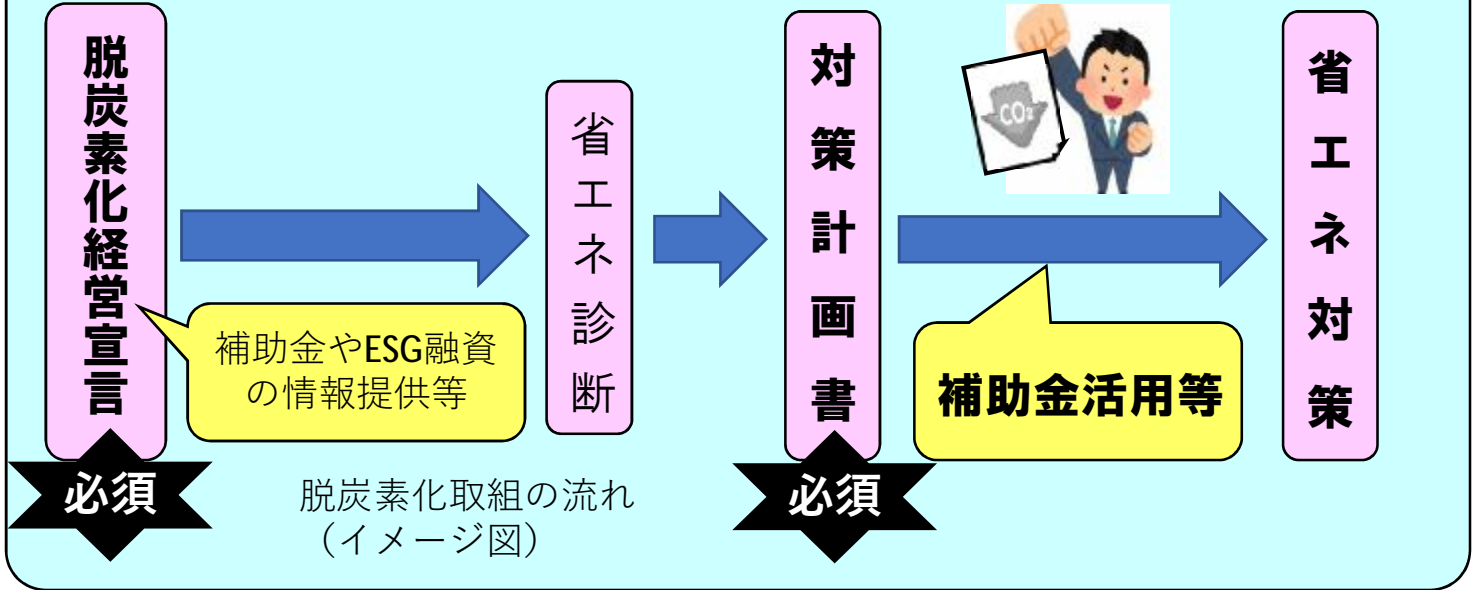 脱炭素化経営宣言
必須
補助金やESG融資
の情報提供等
省エネ診断
対策計画書
必須
CO2
補助金活用等
省エネ対策
脱炭素化取組の流れ
（イメージ図）